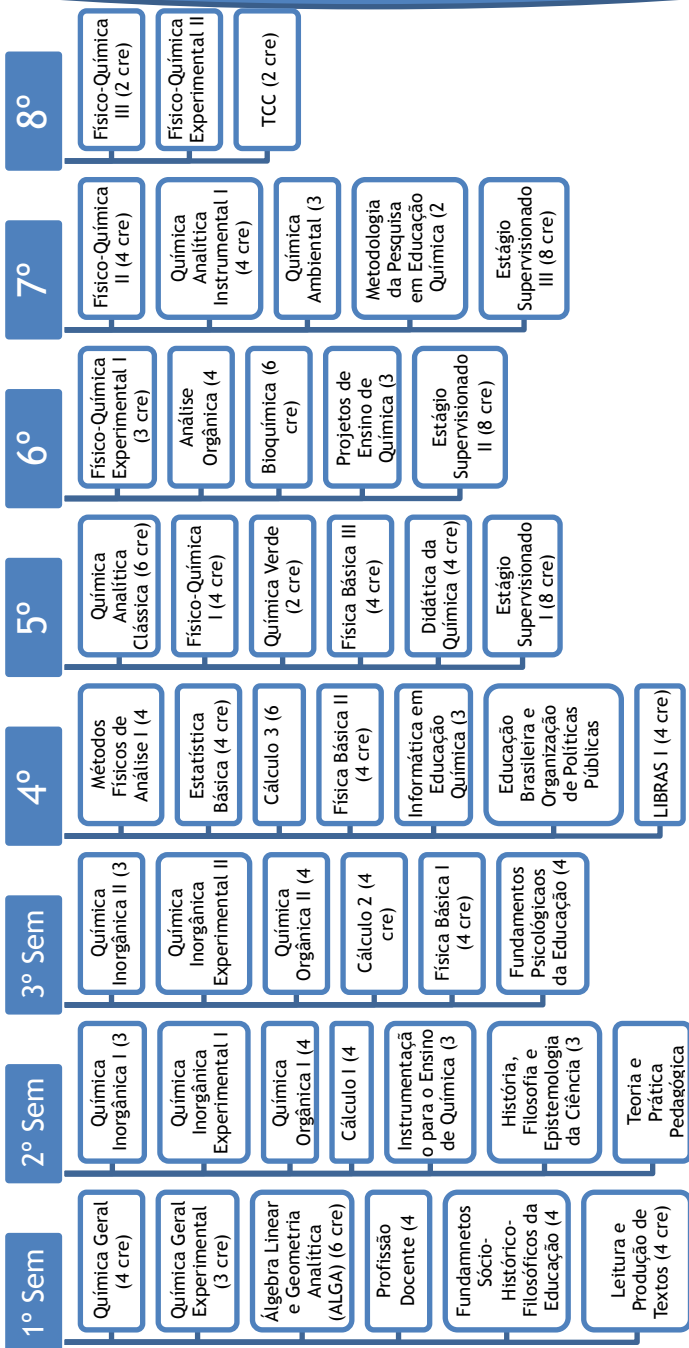 1º Sem
Química Geral
(4 cre)
Química Geral
Experimental
(3 cre)
Álgebra Linear
e Geometria
Analítica
(ALGA) (6 cre)
Profissão
Docente (4
Fundamnetos
Sócio-
Histórico-
Filosóficos da
Educação (4
Leitura e
Produção de
Textos (4 cre)
2º Sem
Química
Inorgânica I (3
Química
Inorgânica
Experimental I
Química
Orgânica I (4
Cálculo I (4
Instrumentaçã
o para o Ensino
de Química (3
História,
Filosofia e
Epistemologia
da Ciência (3
Teoria e
Prática
Pedagógica
3º Sem
Química
Inorgânica II (3
Química
Inorgânica
Experimental II
Química
Orgânica II (4
Cálculo 2 (4
cre)
Física Básica I
(4 cre)
Fundamentos
Psicológicaos
da Educação (4
4º
Métodos
Físicos de
Análise I (4
Estatística
Básica (4 cre)
Cálculo 3 (6
Física Básica II
(4 cre)
Informática em
Educação
Química (3
Educação
Brasileira e
Organização
de Políticas
Públicas
LIBRAS I (4 cre)
5º
Química
Analítica
Clássica (6 cre)
Físico-Química
I (4 cre)
Química Verde
(2 cre)
Física Básica III
(4 cre)
Didática da
Química (4 cre)
Estágio
Supervisionado
I (8 cre)
6º
Físico-Química
Experimental I
(3 cre)
Análise
Orgânica (4
Bioquímica (6
cre)
Projetos de
Ensino de
Química (3
Estágio
Supervisionado
II (8 cre)
7º
Físico-Química
II (4 cre)
Química
Analítica
Instrumental I
(4 cre)
Química
Ambiental (3
Metodologia
da Pesquisa
em Educação
Química (2
Estágio
Supervisionado
III (8 cre)
8º
Físico-Química
III (2 cre)
Físico-Química
Experimental II
TCC (2 cre)